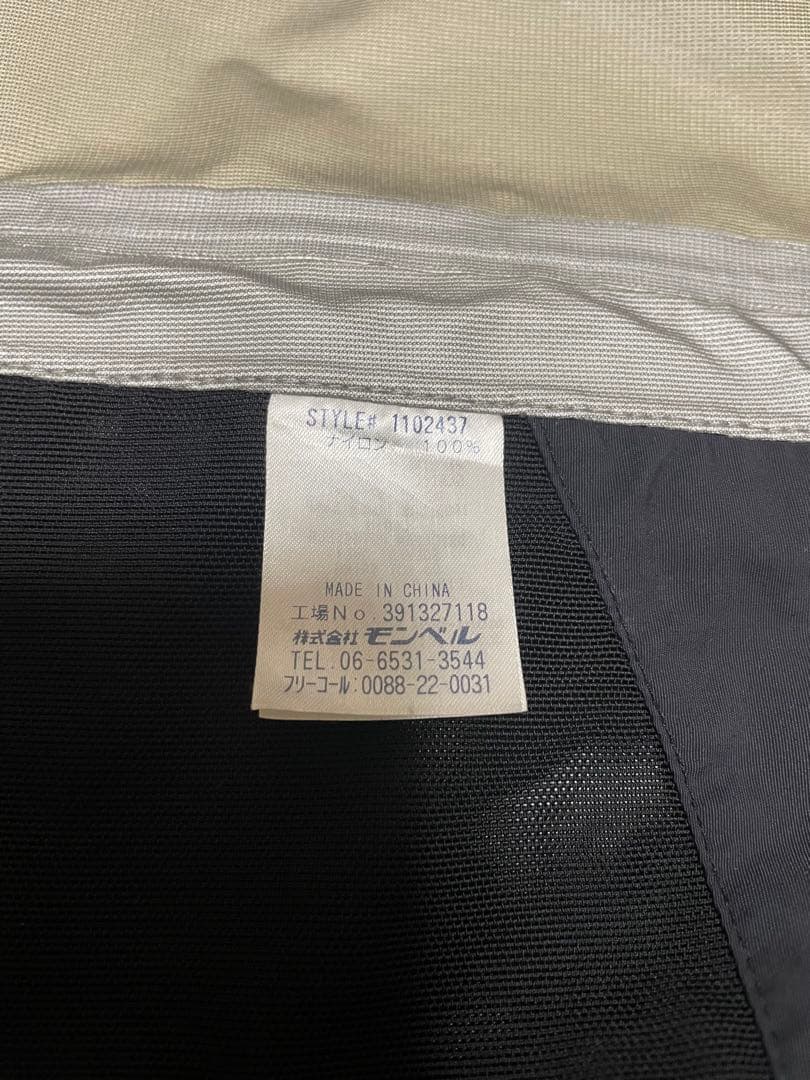 STYLE# 1102437
ナイロン 100%
MADE IN CHINA
工場No.391327118
株式会社 モンベル
TEL.06-6531-3544
フリーコール:0088-22-0031